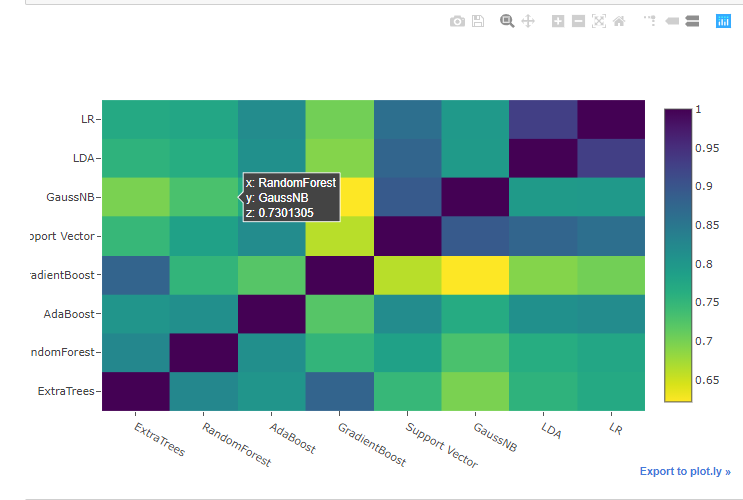 LR
LDA
GaussNB
pport Vector
radientBoost
AdaBoost
ndomForest
ExtraTrees
x: RandomForest
y: GaussNB
z: 0.7301305
1
0.95
0.9
0.85
0.8
0.75
0.7
0.65
ExtraTrees
RandomForest
AdaBoost
GradientBoost
Support Vector
GaussNB
LDA
LR
Export to plot.ly »